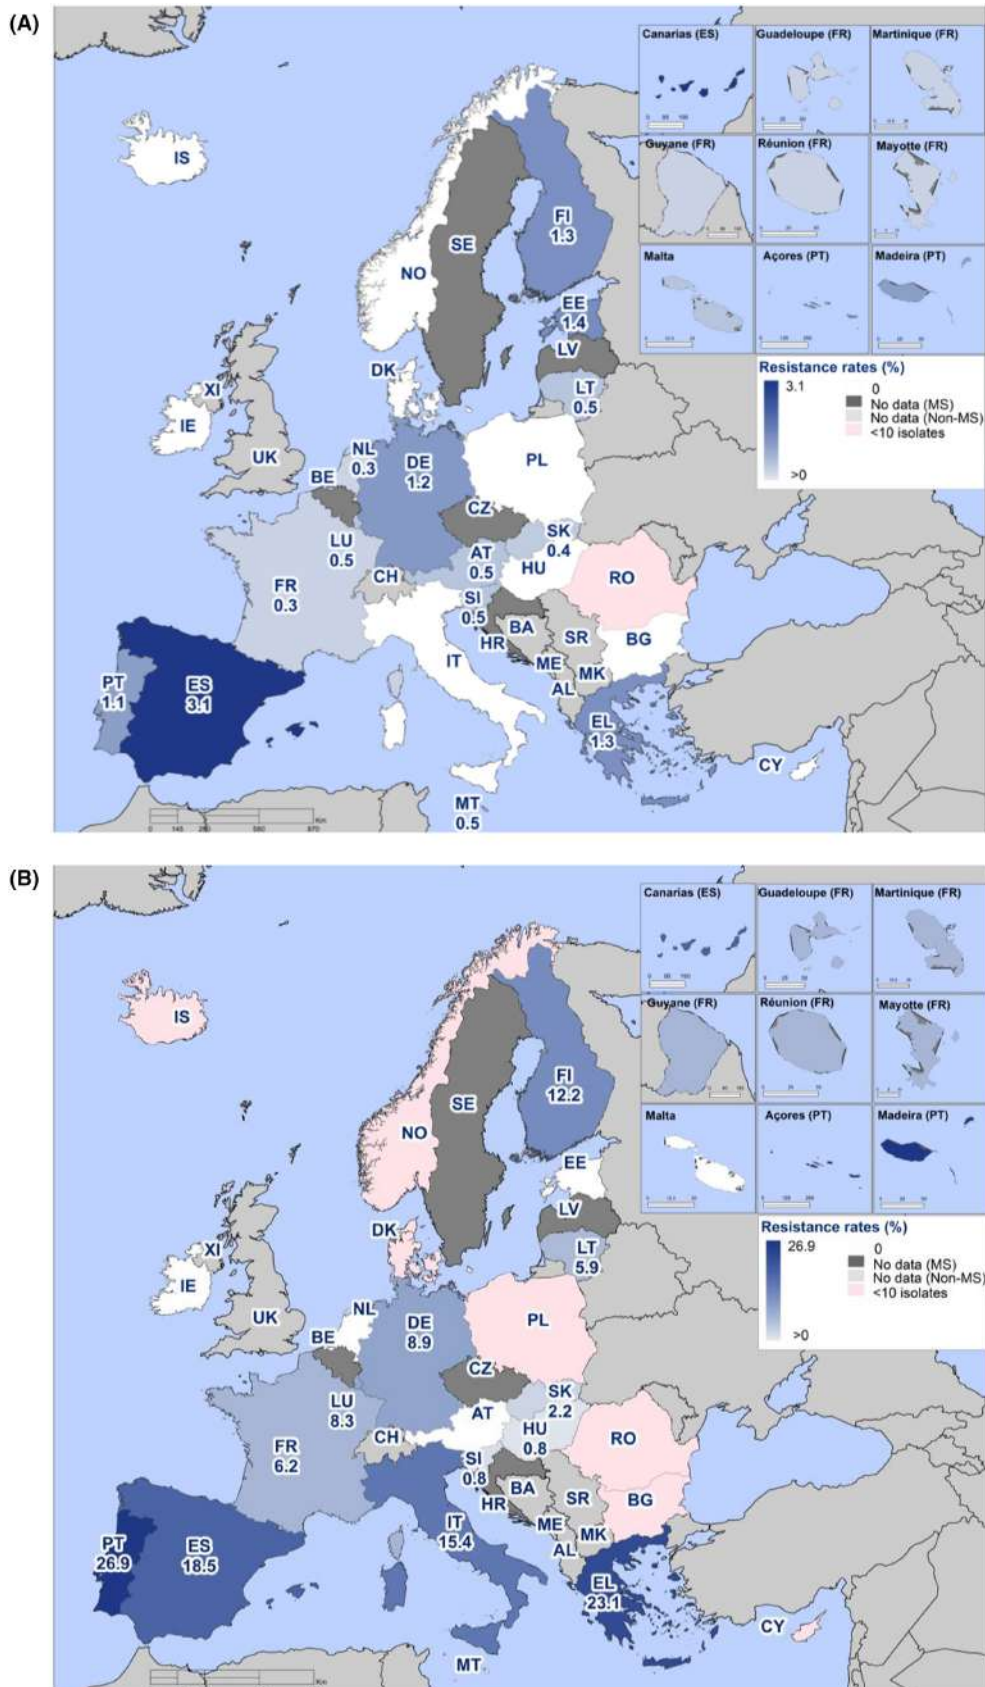 (A)
Canarias (ES)
Guadeloupe (FR)
Martinique (FR)
Guyane (FR)
Réunion (FR)
Mayotte (FR)
Malta
Açores (PT)
Madeira (PT)
Resistance rates (%)
3.1
>0
0
No data (MS)
No data (Non-MS)
<10 isolates
IS
FI
1.3
SE
NO
EE
1.4
LV
DK
LT
0.5
XI
IE
UK
NL
0.3
DE
1.2
PL
BE
CZ
LU
0.5
SK
0.4
AT
0.5
HU
CH
FR
0.3
SI
0.5
RO
BA
SR
HR
BG
IT
ME
MK
AL
PT
1.1
ES
3.1
EL
1.3
CY
MT
0.5
Km
(B)
Canarias (ES)
Guadeloupe (FR)
Martinique (FR)
Guyane (FR)
Réunion (FR)
Mayotte (FR)
Malta
Açores (PT)
Madeira (PT)
Resistance rates (%)
26.9
>0
0
No data (MS)
No data (Non-MS)
<10 isolates
IS
FI
12.2
SE
NO
EE
LV
DK
LT
5.9
XI
IE
UK
NL
DE
8.9
PL
BE
CZ
LU
8.3
SK
2.2
AT
HU
0.8
CH
FR
6.2
SI
0.8
RO
BA
SR
HR
BG
IT
15.4
ME
MK
AL
PT
26.9
ES
18.5
EL
23.1
CY
MT
Km